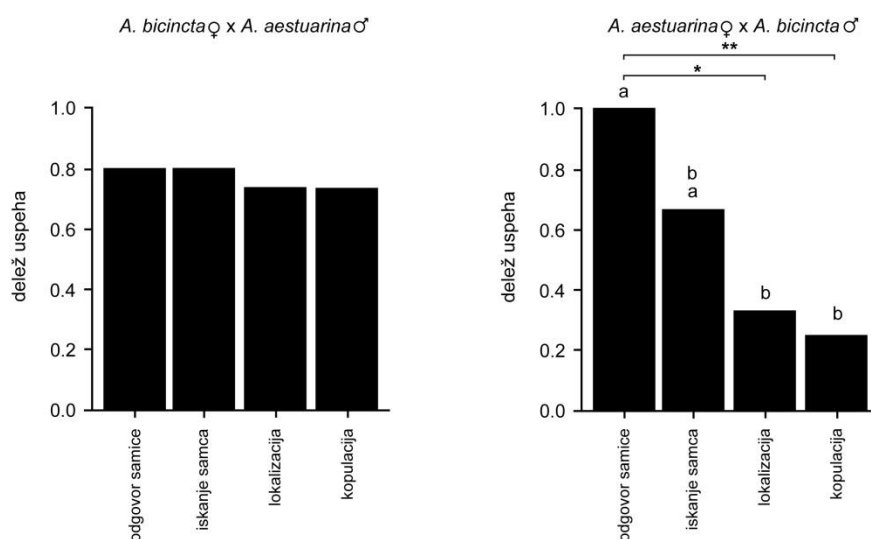 A. bicincta♀ x A. aestuarina♂
delež uspeha
1.0
0.8
0.6
0.4
0.2
0.0
odgovor samice
iskanje samca
lokalizacija
kopulacija
A. aestuarina♀ x A. bicincta♂
**
*
delež uspeha
1.0
0.8
0.6
0.4
0.2
0.0
a
b
a
b
b
odgovor samice
iskanje samca
lokalizacija
kopulacija